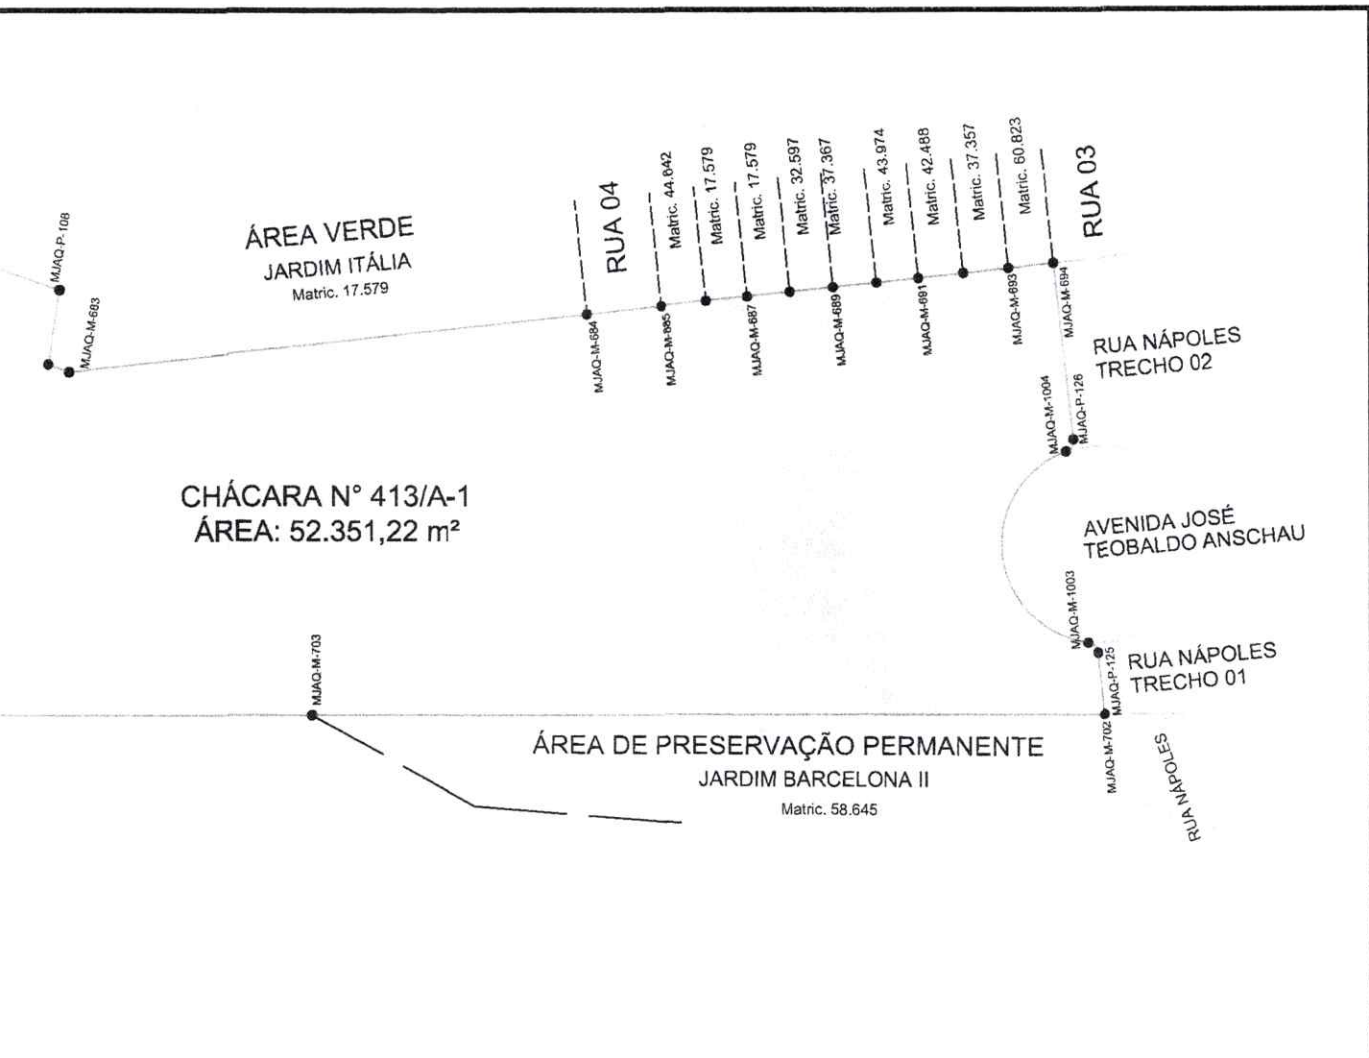 MJAQ-P-108
MJAQ-M-683
ÁREA VERDE
JARDIM ITÁLIA
Matric. 17.579
RUA 04
Matric. 44.642
Matric. 17.579
Matric. 17.579
Matric. 32.597
Matric. 37.367
Matric. 43.974
Matric. 42.488
Matric. 37.357
Matric. 60.823
RUA 03
MJAQ-M-684
MJAQ-M-685
MJAQ-M-687
MJAQ-M-689
MJAQ-M-691
MJAQ-M-693
MJAQ-M-694
RUA NÁPOLES
TRECHO 02
MJAQ-M-1004
MJAQ-P-126
CHÁCARA N° 413/A-1
ÁREA: 52.351,22 m²
AVENIDA JOSÉ
TEOBALDO ANSCHAU
MJAQ-M-1003
MJAQ-P-125
RUA NÁPOLES
TRECHO 01
MJAQ-M-703
MJAQ-M-702
RUA NÁPOLES
ÁREA DE PRESERVAÇÃO PERMANENTE
JARDIM BARCELONA II
Matric. 58.645